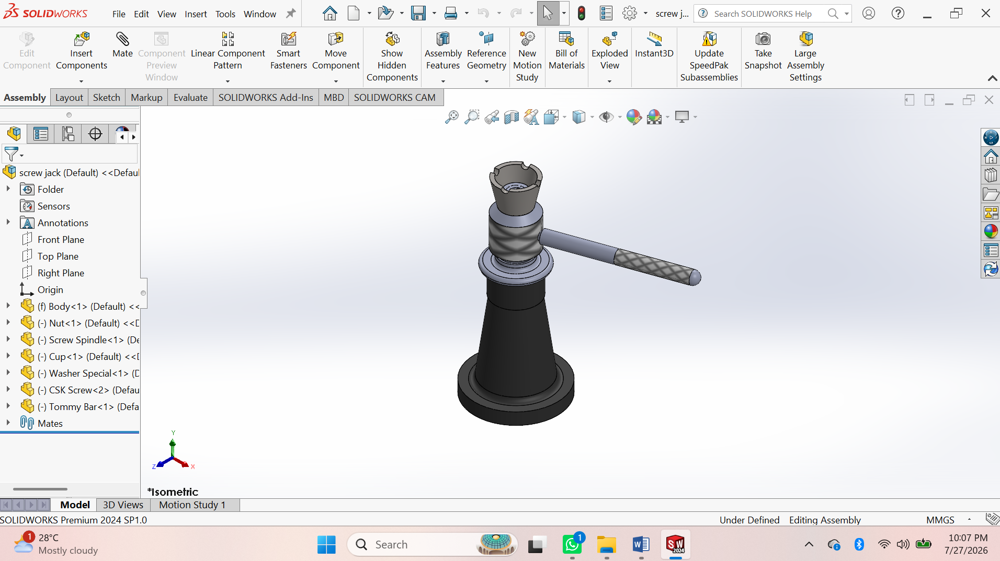 SOLIDWORKS File Edit View Insert Tools Window screw j... Search SOLIDWORKS Help
Edit Component
Insert Components
Mate
Component Preview Window
Linear Component Pattern
Smart Fasteners
Move Component
Show Hidden Components
Assembly Features
Reference Geometry
New Motion Study
Bill of Materials
Exploded View
Instant3D
Update SpeedPak Subassemblies
Take Snapshot
Large Assembly Settings
Assembly Layout Sketch Markup Evaluate SOLIDWORKS Add-Ins MBD SOLIDWORKS CAM
screw jack (Default) <<Defaul
Folder
Sensors
Annotations
Front Plane
Top Plane
Right Plane
Origin
(f) Body<1> (Default) <<
(-) Nut<1> (Default) <<D
(-) Screw Spindle<1> (De
(-) Cup<1> (Default) <<D
(-) Washer Special<1> (D
(-) CSK Screw<2> (Defau
(-) Tommy Bar<1> (Defa
Mates
Y
Z X
*Isometric
Model 3D Views Motion Study 1
SOLIDWORKS Premium 2024 SP1.0 Under Defined Editing Assembly MMGS
1 28°C
Mostly cloudy
Search
1
W
SW 2024
10:07 PM
7/27/2026